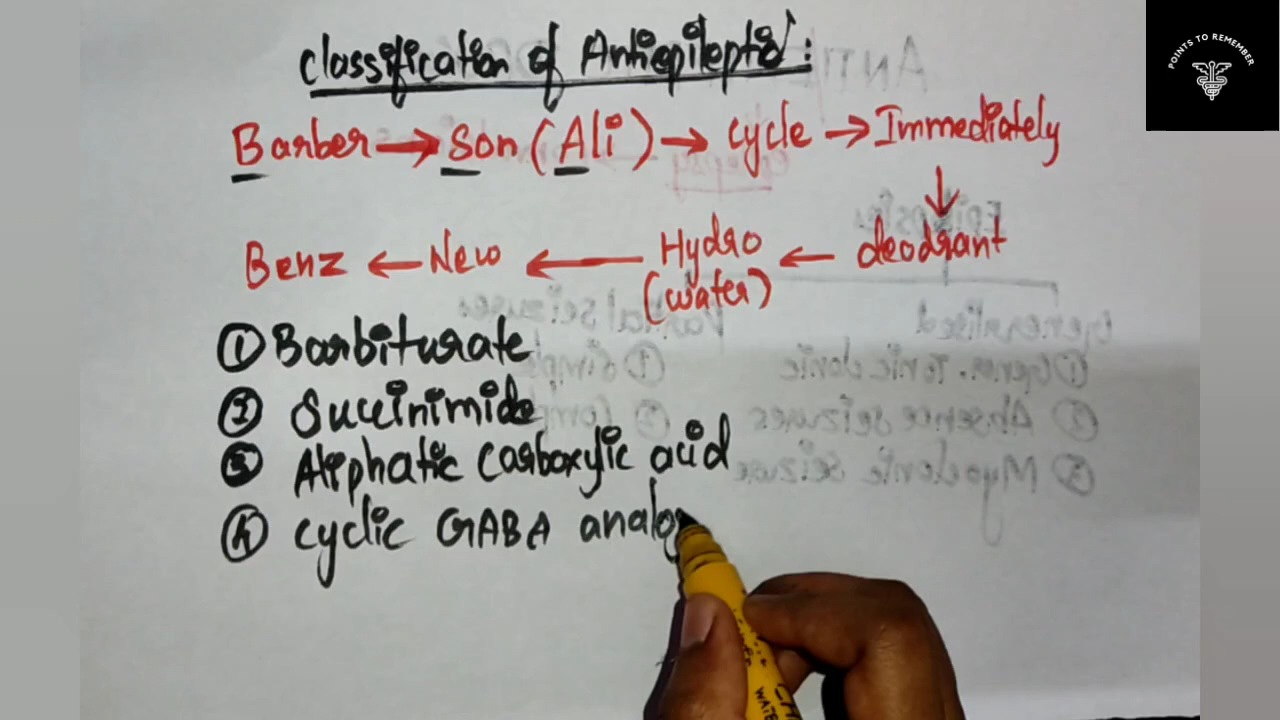 Classification of Antiepileptic :
Barber → Son (Ali) → cycle → Immediately
↓
Benz ← New ← Hydro ← deodrant
(water)
① Barbiturate
② Succinimide
③ Aliphatic carboxylic acid
④ cyclic GABA analog
POINTS TO REMEMBER